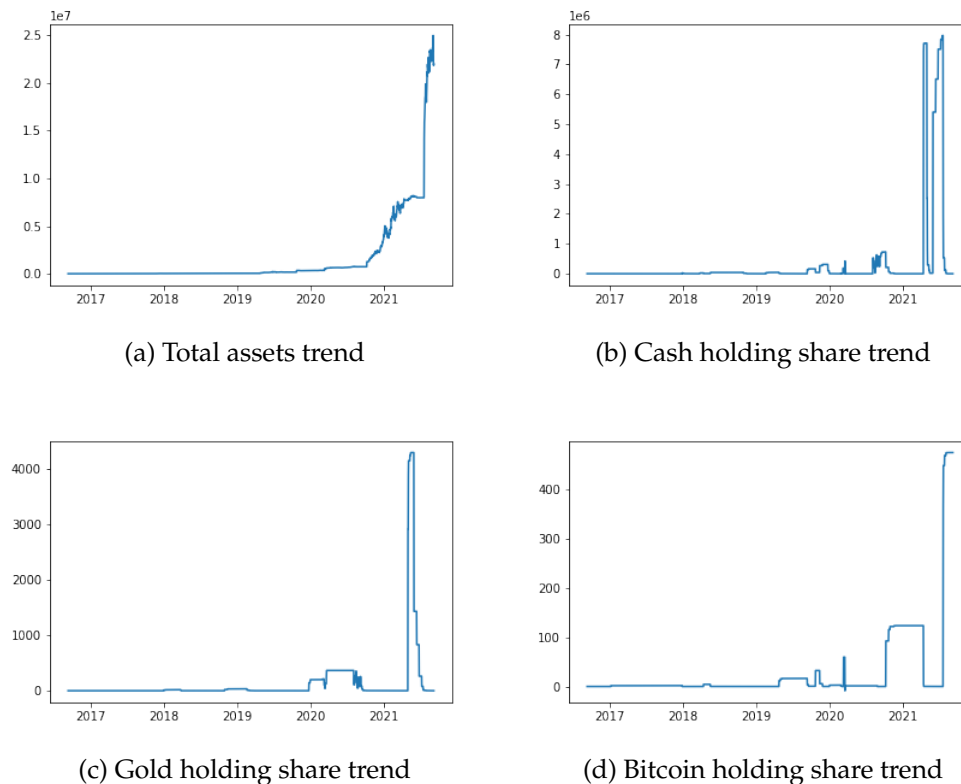 1e7
2.5
2.0
1.5
1.0
0.5
0.0
2017 2018 2019 2020 2021
(a) Total assets trend
1e6
8
7
6
5
4
3
2
1
0
2017 2018 2019 2020 2021
(b) Cash holding share trend
4000
3000
2000
1000
0
2017 2018 2019 2020 2021
(c) Gold holding share trend
400
300
200
100
0
2017 2018 2019 2020 2021
(d) Bitcoin holding share trend